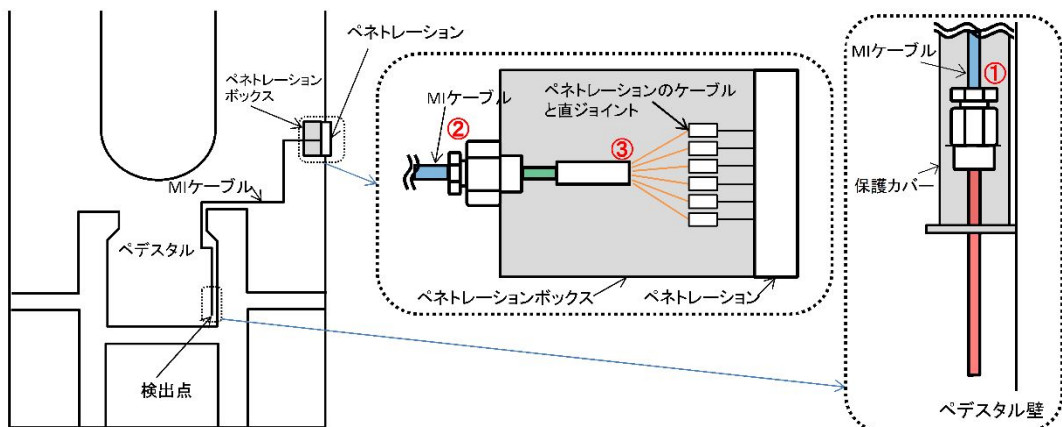 ペネトレーション
ペネトレーション
ボックス
MIケーブル
ペデスタル
検出点
MIケーブル
②
ペネトレーションのケーブル
と直ジョイント
③
ペネトレーションボックス
ペネトレーション
MIケーブル
①
保護カバー
ペデスタル壁